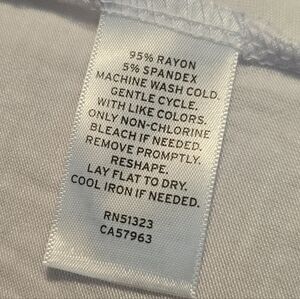 95% RAYON
5% SPANDEX
MACHINE WASH COLD.
GENTLE CYCLE.
WITH LIKE COLORS.
ONLY NON-CHLORINE
BLEACH IF NEEDED.
REMOVE PROMPTLY.
RESHAPE.
LAY FLAT TO DRY.
COOL IRON IF NEEDED.
RN51323
CA57963